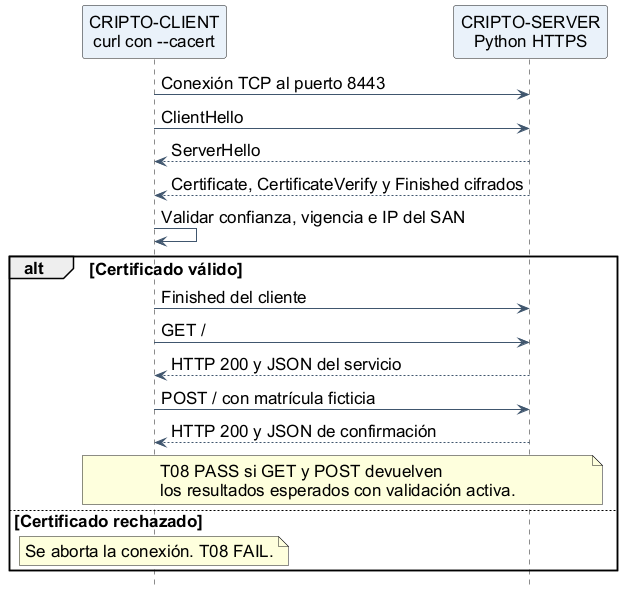 CRIPTO-CLIENT
curl con --cacert
CRIPTO-SERVER
Python HTTPS
Conexión TCP al puerto 8443
ClientHello
ServerHello
Certificate, CertificateVerify y Finished cifrados
Validar confianza, vigencia e IP del SAN
alt
[Certificado válido]
Finished del cliente
GET /
HTTP 200 y JSON del servicio
POST / con matrícula ficticia
HTTP 200 y JSON de confirmación
T08 PASS si GET y POST devuelven
los resultados esperados con validación activa.
[Certificado rechazado]
Se aborta la conexión. T08 FAIL.